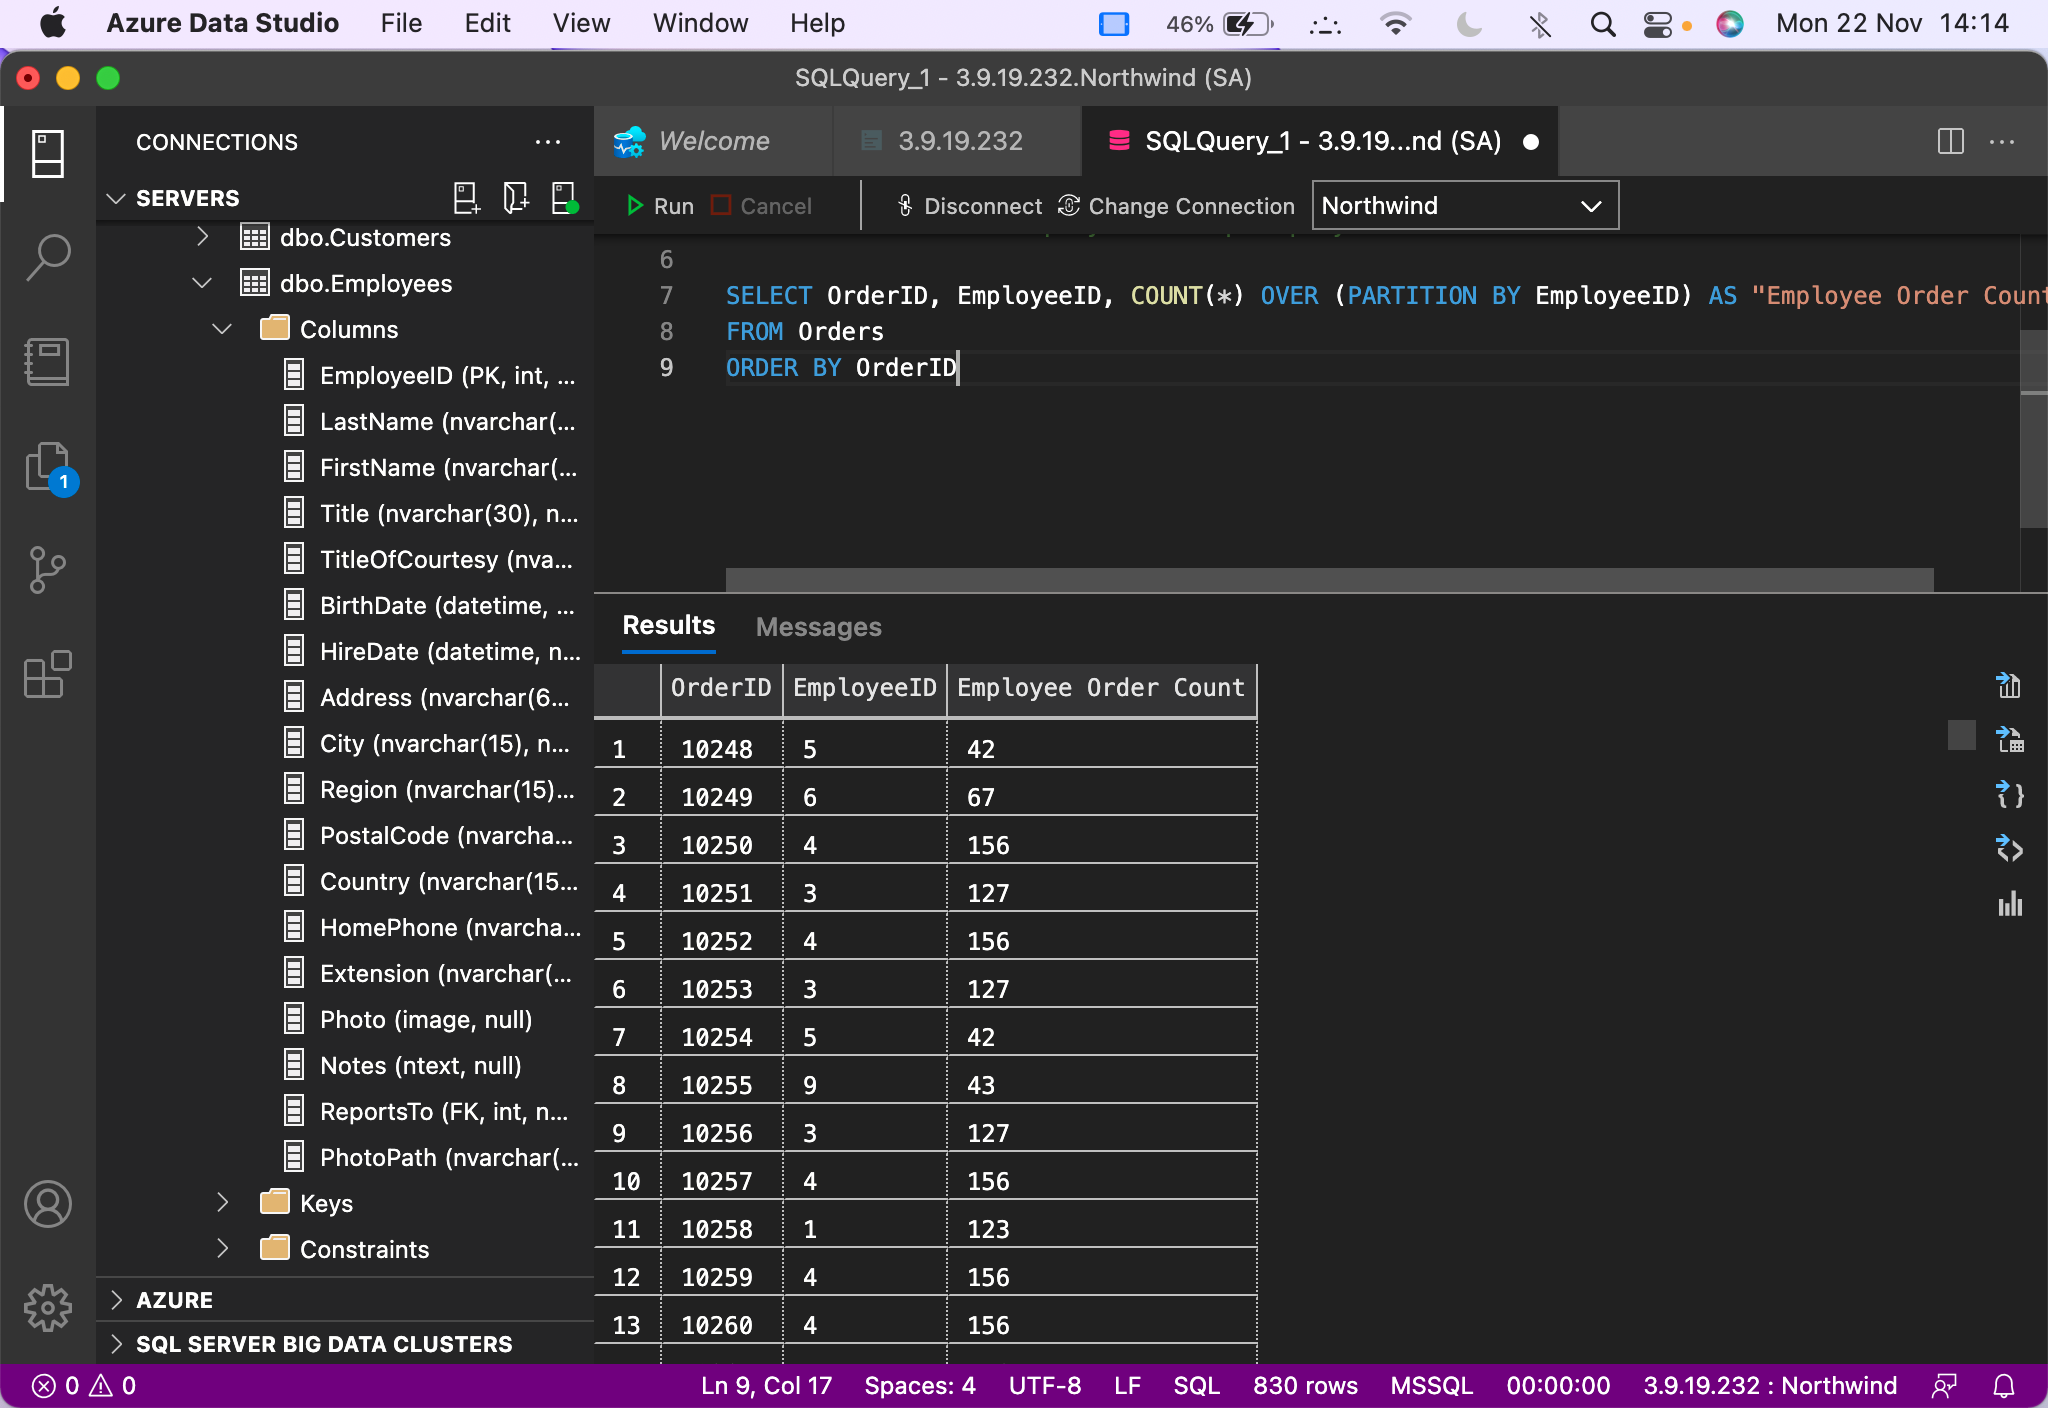 Azure Data Studio File Edit View Window Help 46% Mon 22 Nov 14:14
SQLQuery_1 - 3.9.19.232.Northwind (SA)
CONNECTIONS
Welcome 3.9.19.232 SQLQuery_1 - 3.9.19...nd (SA)
SERVERS
Run Cancel Disconnect Change Connection Northwind
dbo.Customers
dbo.Employees
Columns
EmployeeID (PK, int, ...
LastName (nvarchar(...
FirstName (nvarchar(...
Title (nvarchar(30), n...
TitleOfCourtesy (nva...
BirthDate (datetime, ...
HireDate (datetime, n...
Address (nvarchar(6...
City (nvarchar(15), n...
Region (nvarchar(15)...
PostalCode (nvarcha...
Country (nvarchar(15...
HomePhone (nvarcha...
Extension (nvarchar(...
Photo (image, null)
Notes (ntext, null)
ReportsTo (FK, int, n...
PhotoPath (nvarchar(...
Keys
Constraints
AZURE
SQL SERVER BIG DATA CLUSTERS
1
6
7 SELECT OrderID, EmployeeID, COUNT(*) OVER (PARTITION BY EmployeeID) AS "Employee Order Count
8 FROM Orders
9 ORDER BY OrderID
Results Messages
OrderID EmployeeID Employee Order Count
1 10248 5 42
2 10249 6 67
3 10250 4 156
4 10251 3 127
5 10252 4 156
6 10253 3 127
7 10254 5 42
8 10255 9 43
9 10256 3 127
10 10257 4 156
11 10258 1 123
12 10259 4 156
13 10260 4 156
0 0 Ln 9, Col 17 Spaces: 4 UTF-8 LF SQL 830 rows MSSQL 00:00:00 3.9.19.232 : Northwind